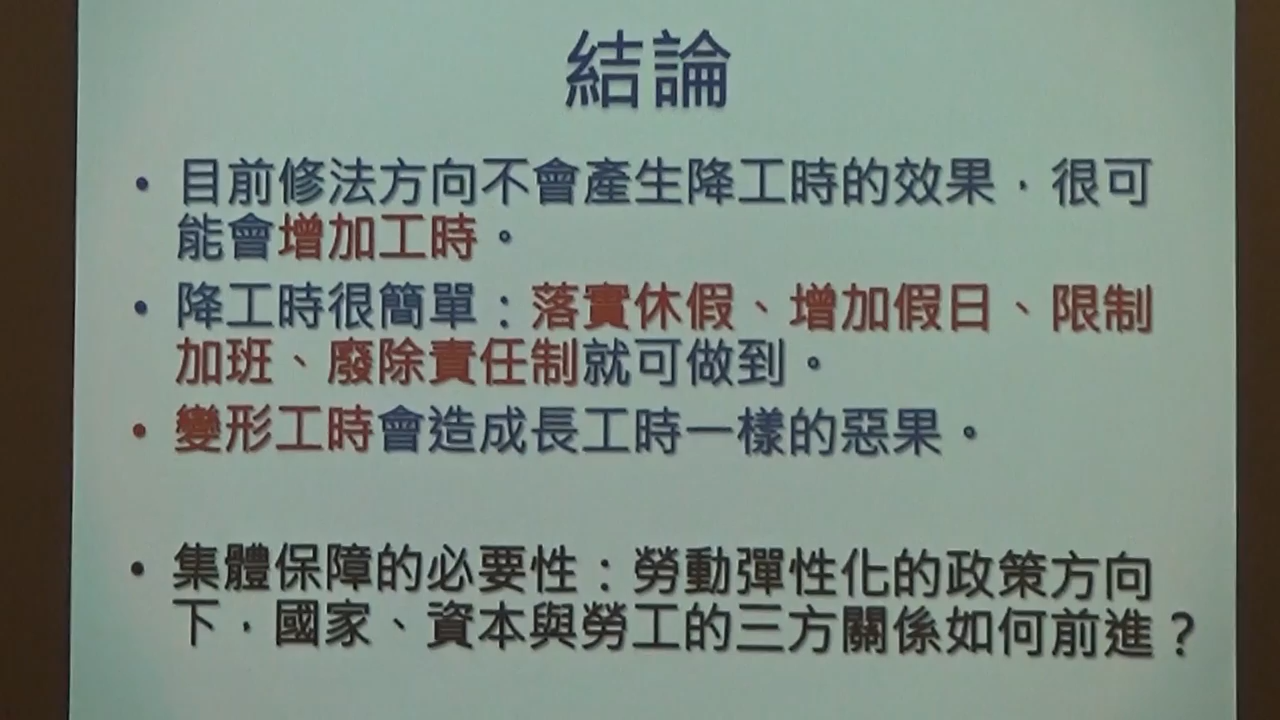 結論
• 目前修法方向不會產生降工時的效果，很可
能會增加工時。
• 降工時很簡單：落實休假、增加假日、限制
加班、廢除責任制就可做到。
• 變形工時會造成長工時一樣的惡果。
• 集體保障的必要性：勞動彈性化的政策方向
下，國家、資本與勞工的三方關係如何前進？